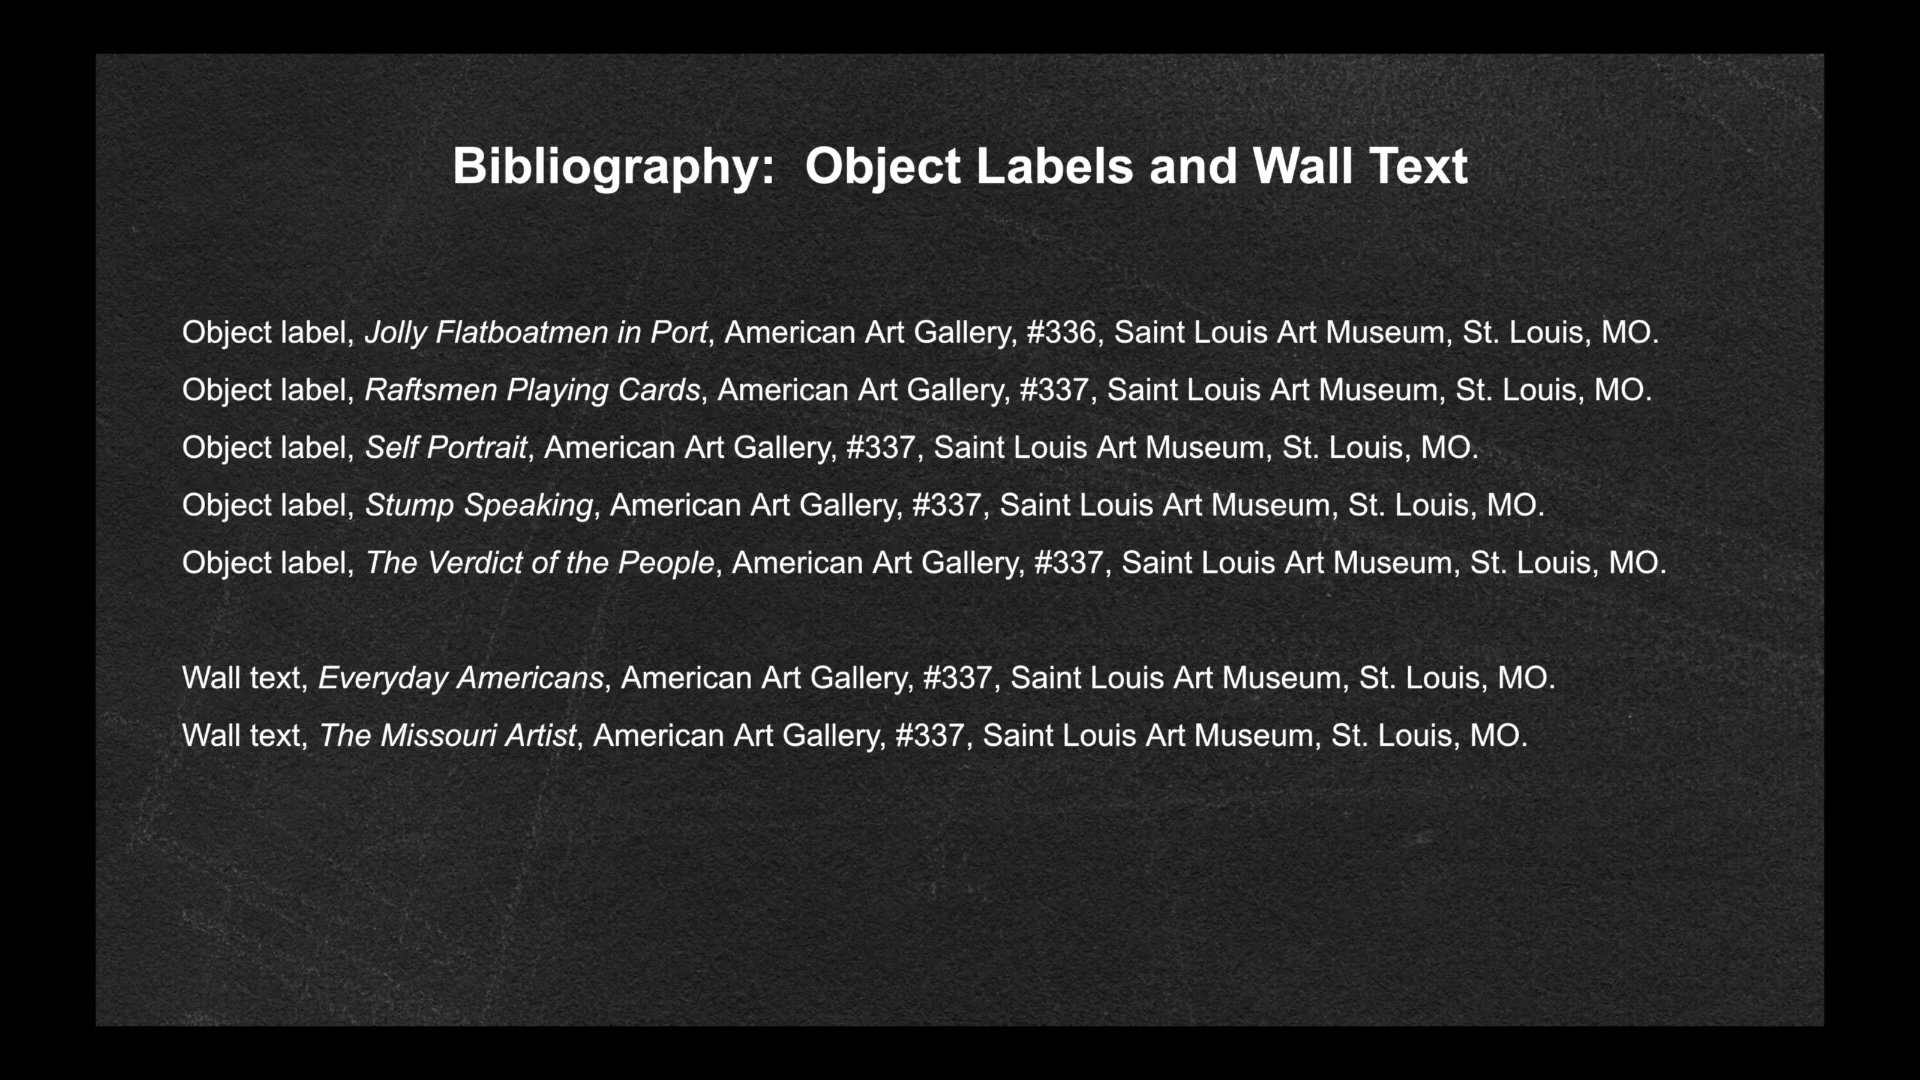 Bibliography:  Object Labels and Wall Text
Object label, Jolly Flatboatmen in Port, American Art Gallery, #336, Saint Louis Art Museum, St. Louis, MO.
Object label, Raftsmen Playing Cards, American Art Gallery, #337, Saint Louis Art Museum, St. Louis, MO.
Object label, Self Portrait, American Art Gallery, #337, Saint Louis Art Museum, St. Louis, MO.
Object label, Stump Speaking, American Art Gallery, #337, Saint Louis Art Museum, St. Louis, MO.
Object label, The Verdict of the People, American Art Gallery, #337, Saint Louis Art Museum, St. Louis, MO.
Wall text, Everyday Americans, American Art Gallery, #337, Saint Louis Art Museum, St. Louis, MO.
Wall text, The Missouri Artist, American Art Gallery, #337, Saint Louis Art Museum, St. Louis, MO.